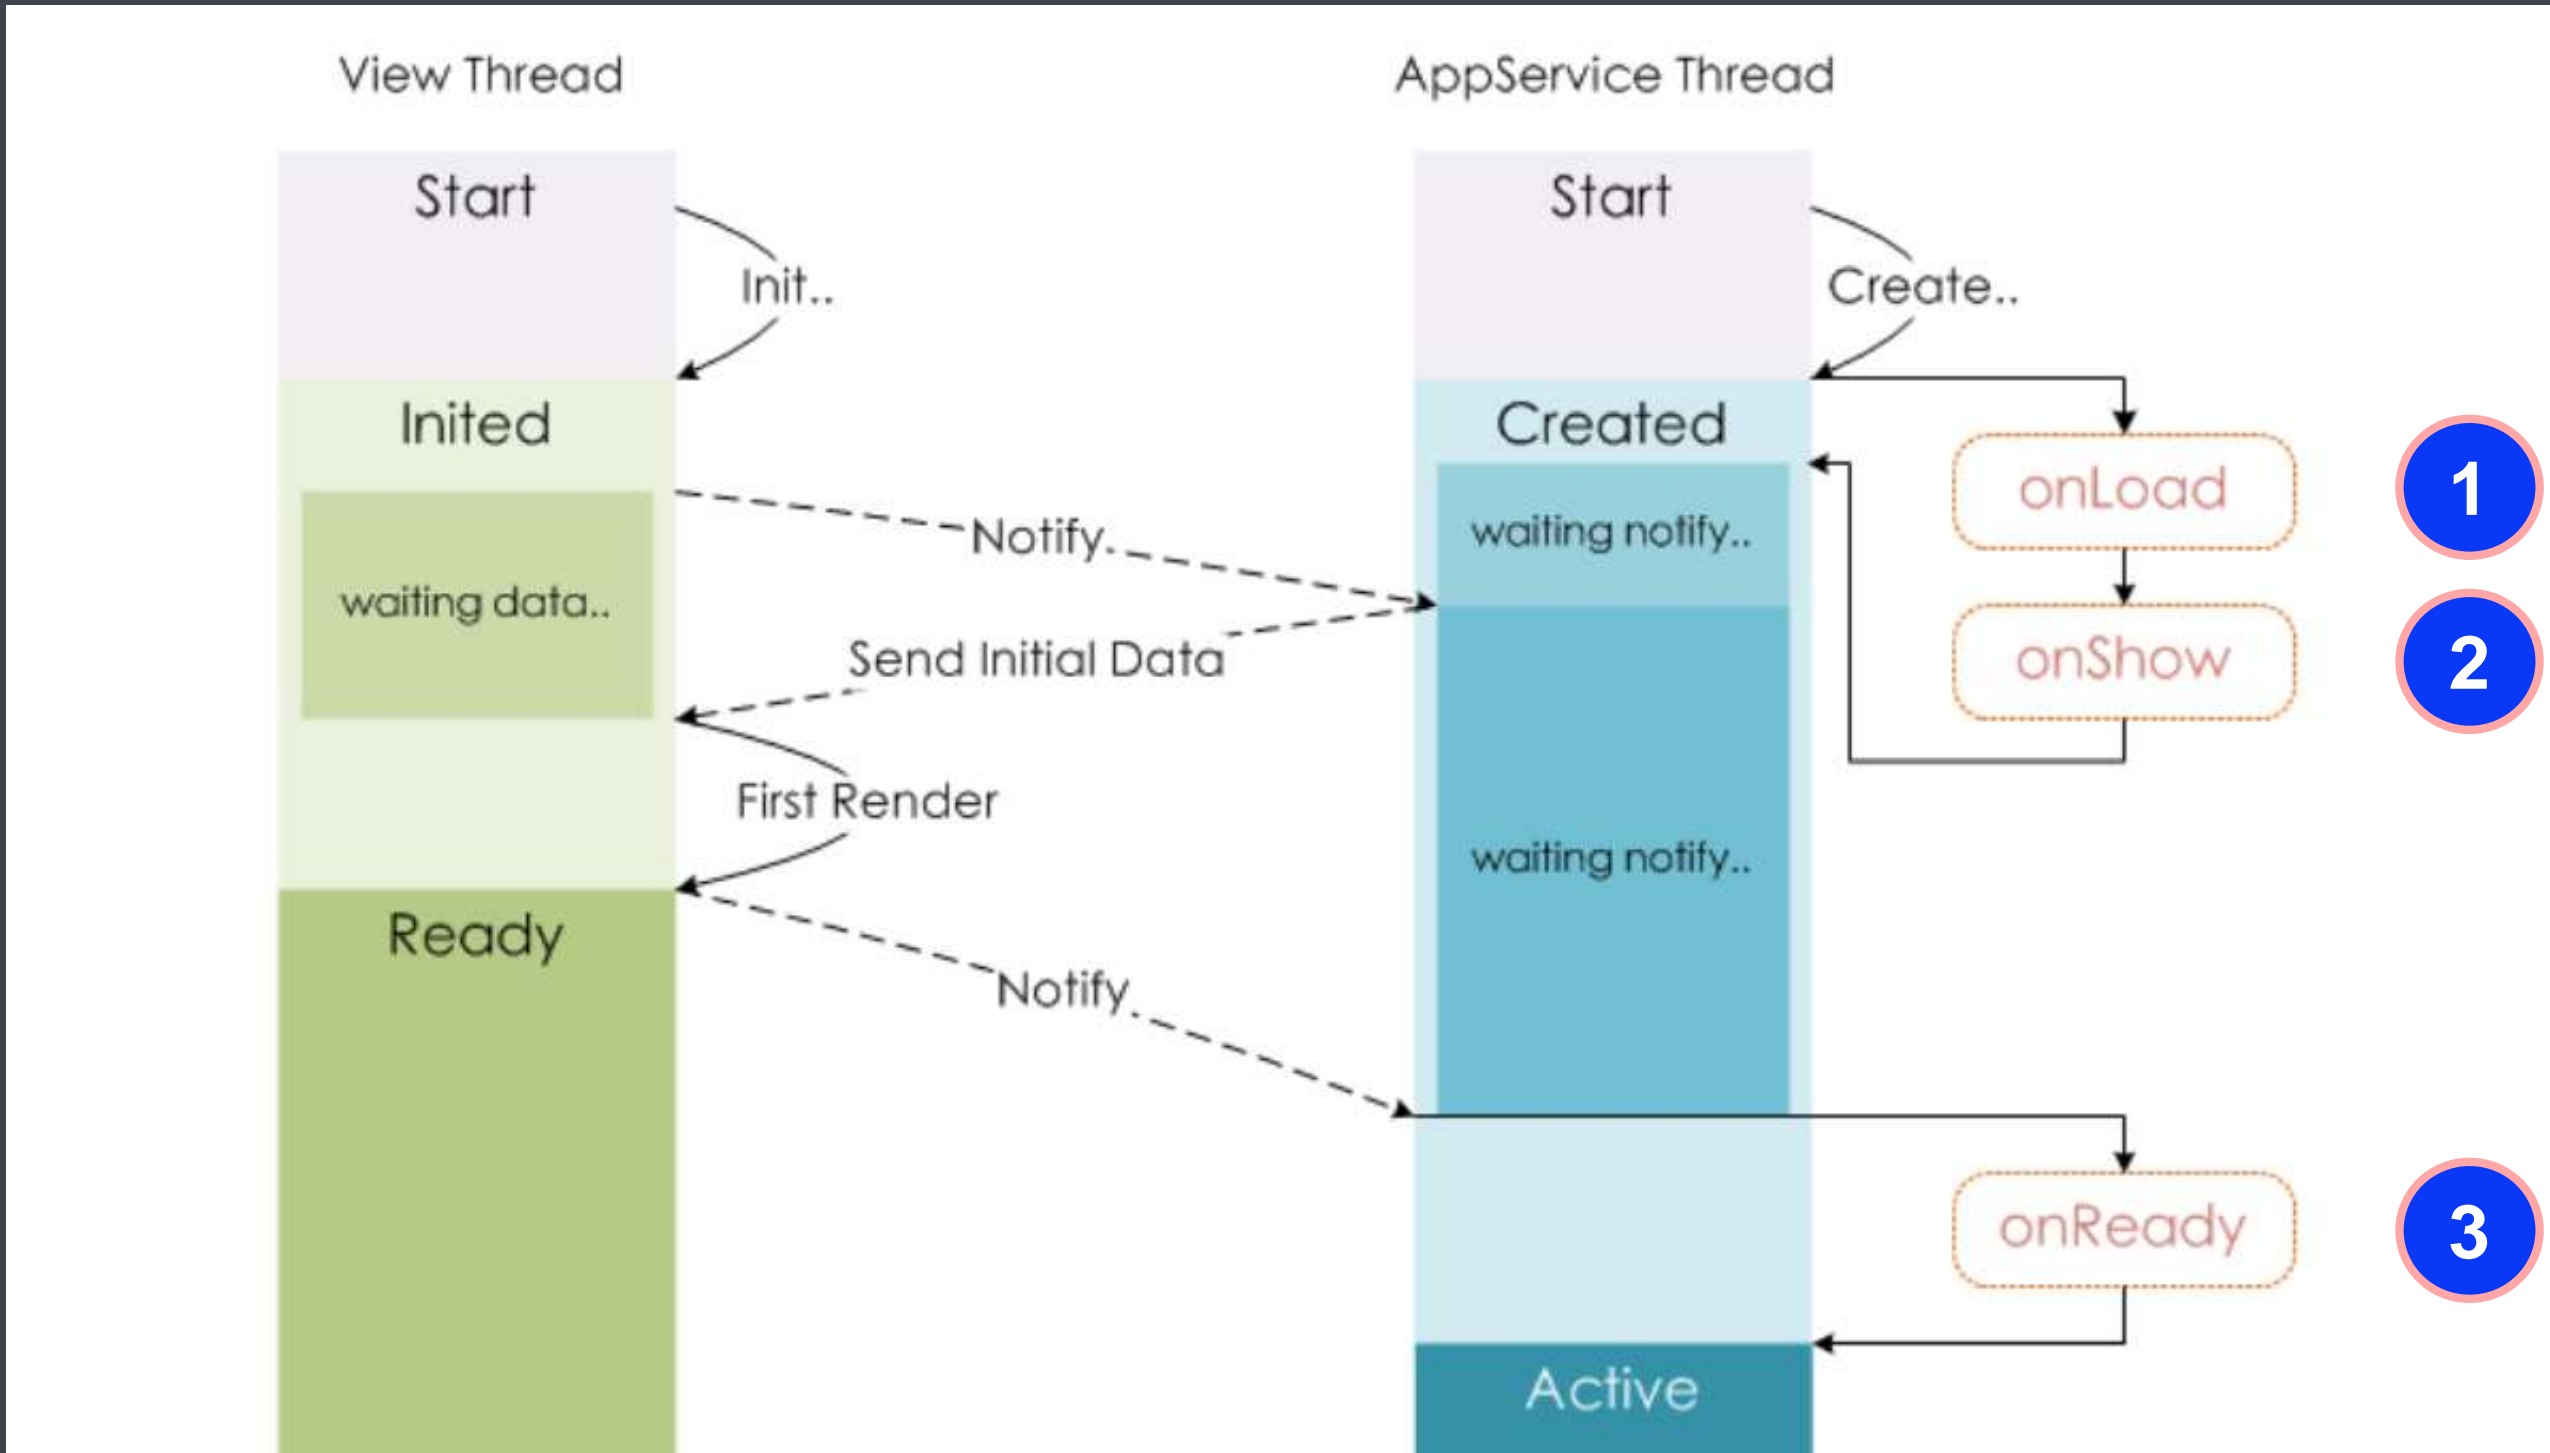 View Thread
AppService Thread
Start
Start
Init..
Create..
Inited
Created
onLoad
1
waiting notify..
Notify.
waiting data..
Send Initial Data
onShow
2
First Render
waiting notify..
Ready
Notify
onReady
3
Active